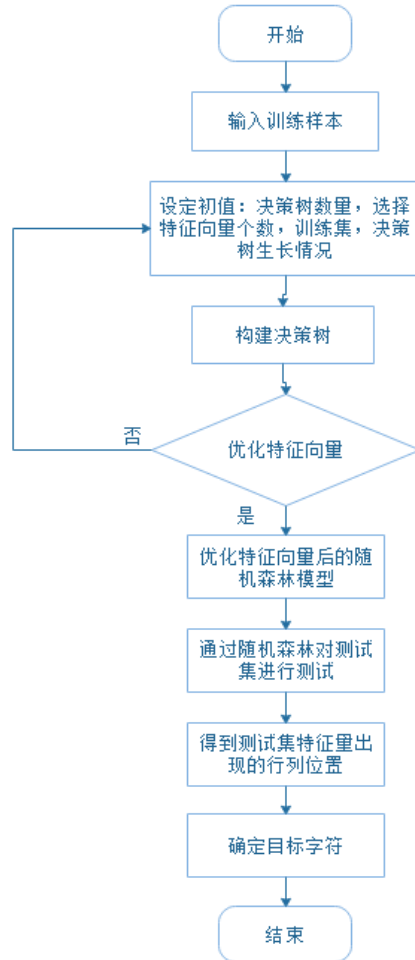 开始
输入训练样本
设定初值：决策树数量，选择
特征向量个数，训练集，决策
树生长情况
构建决策树
优化特征向量
否
是
优化特征向量后的随
机森林模型
通过随机森林对测试
集进行测试
得到测试集特征量出
现的行列位置
确定目标字符
结束